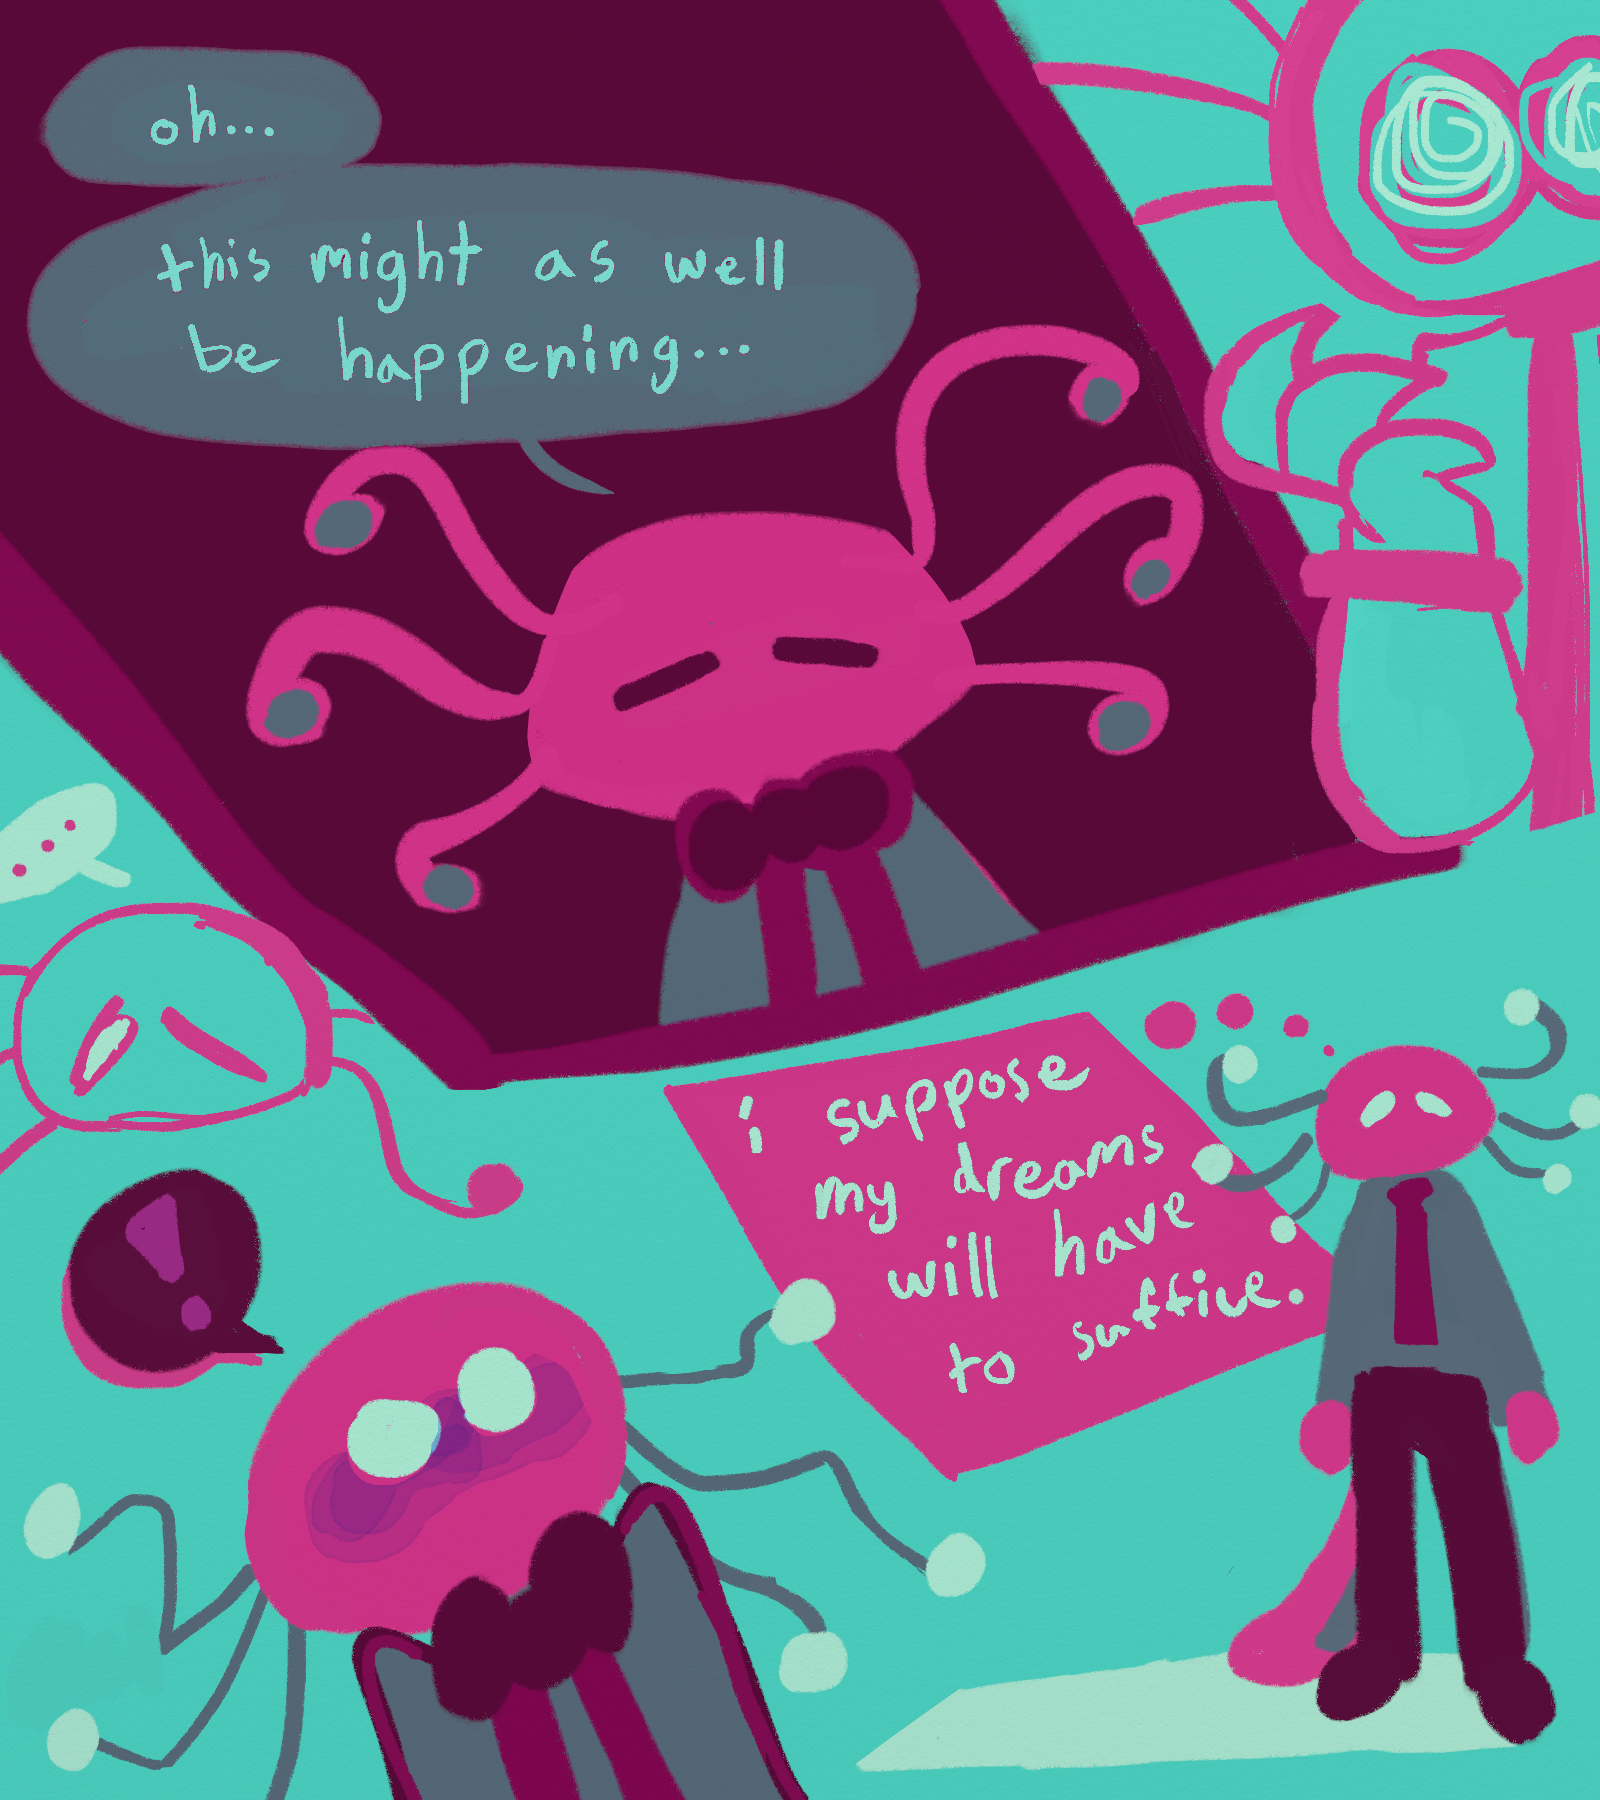 oh...
this might as well
be happening...
...
!
i suppose
my dreams
will have
to suffice.